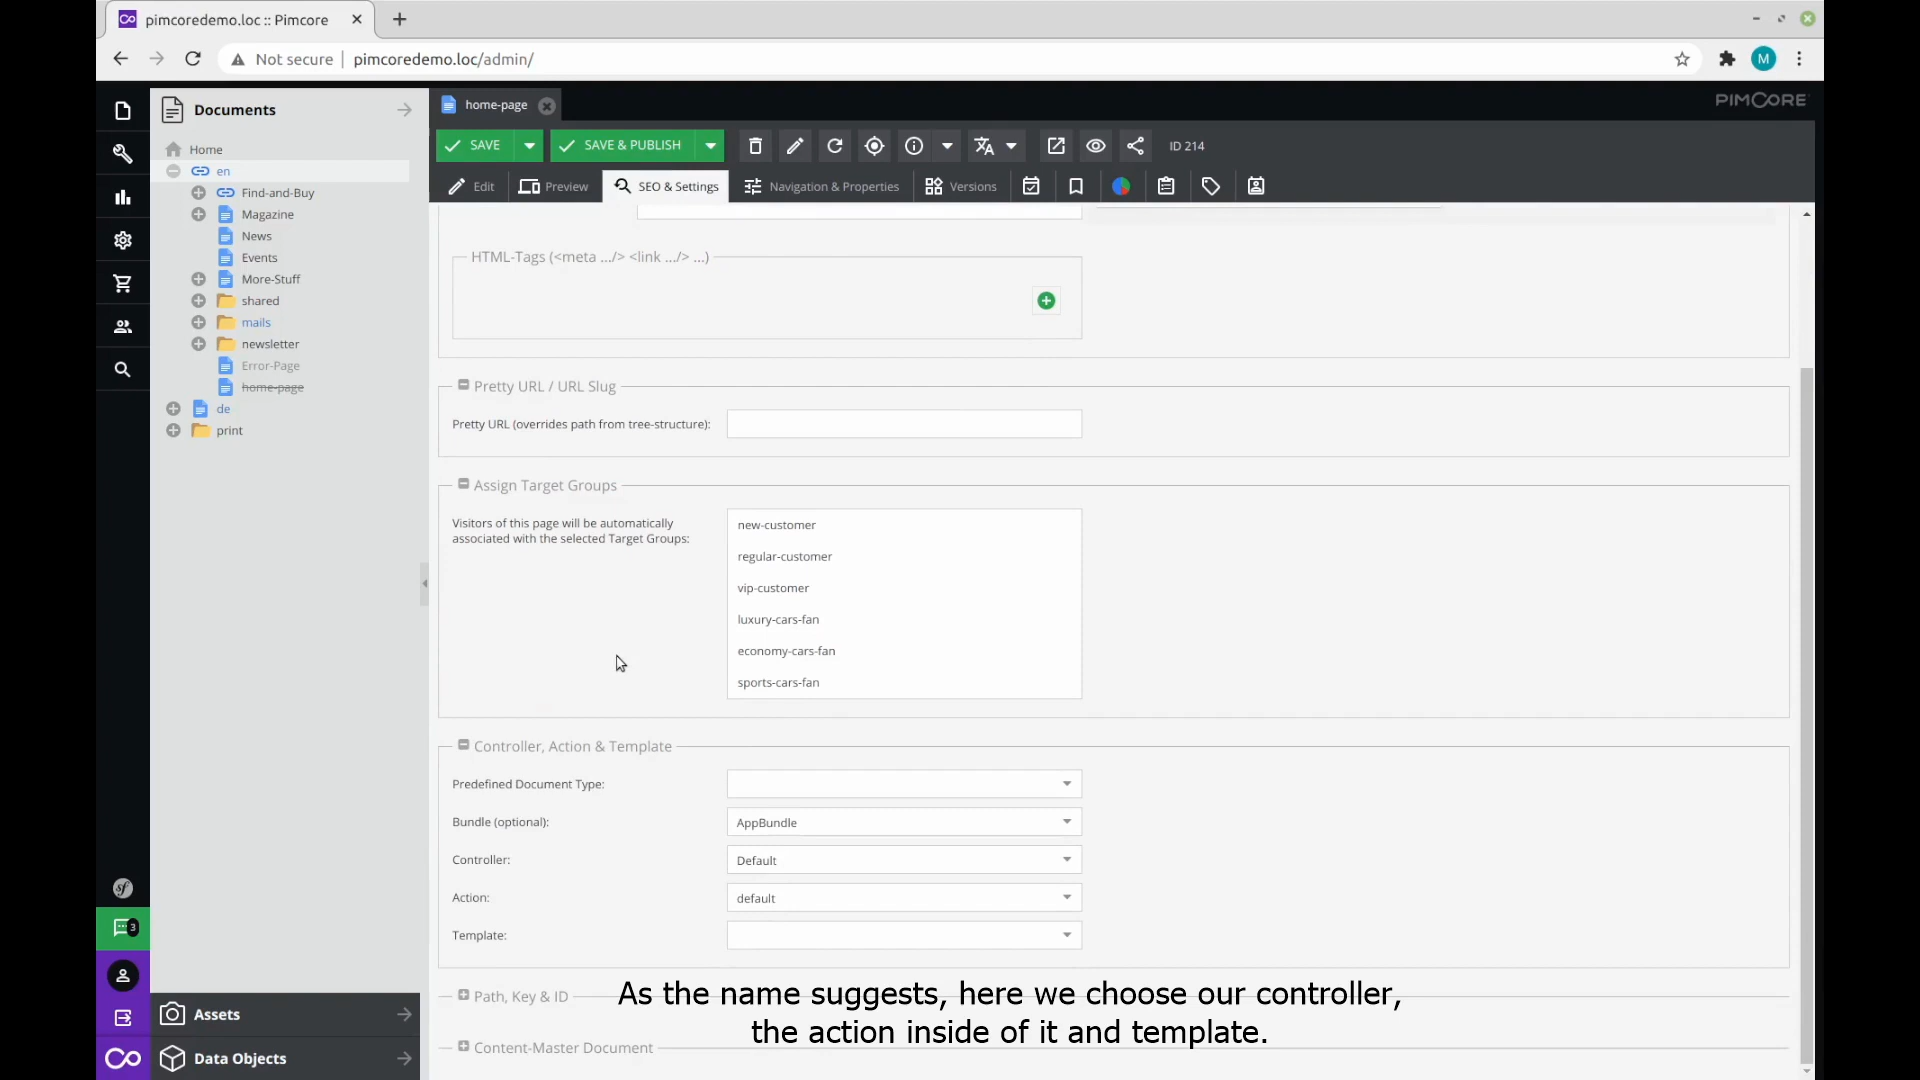 pimcoredemo.loc :: Pimcore
Not secure
pimcoredemo.loc/admin/
M
Documents
Home
en
Find-and-Buy
Magazine
News
Events
More-Stuff
shared
mails
newsletter
Error-Page
home-page
de
print
3
Assets
Data Objects
home-page
PIMCORE
SAVE
SAVE & PUBLISH
ID 214
Edit
Preview
SEO & Settings
Navigation & Properties
Versions
HTML-Tags (<meta .../> <link .../> ...)
Pretty URL / URL Slug
Pretty URL (overrides path from tree-structure):
Assign Target Groups
Visitors of this page will be automatically
associated with the selected Target Groups:
new-customer
regular-customer
vip-customer
luxury-cars-fan
economy-cars-fan
sports-cars-fan
Controller, Action & Template
Predefined Document Type:
Bundle (optional):
AppBundle
Controller:
Default
Action:
default
Template:
Path, Key & ID
Content-Master Document
As the name suggests, here we choose our controller,
the action inside of it and template.